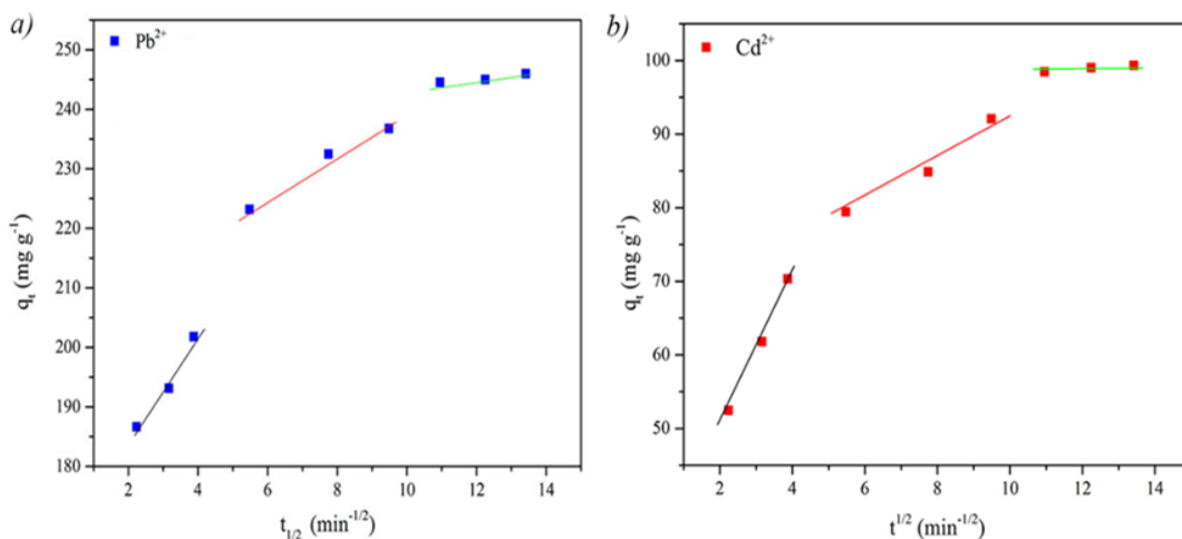 a)
Pb²⁺
250
240
230
220
210
200
190
180
qₜ (mg g⁻¹)
2 4 6 8 10 12 14
t₁/₂ (min⁻¹/²)
b)
Cd²⁺
100
90
80
70
60
50
qₜ (mg g⁻¹)
2 4 6 8 10 12 14
t¹/² (min⁻¹/²)